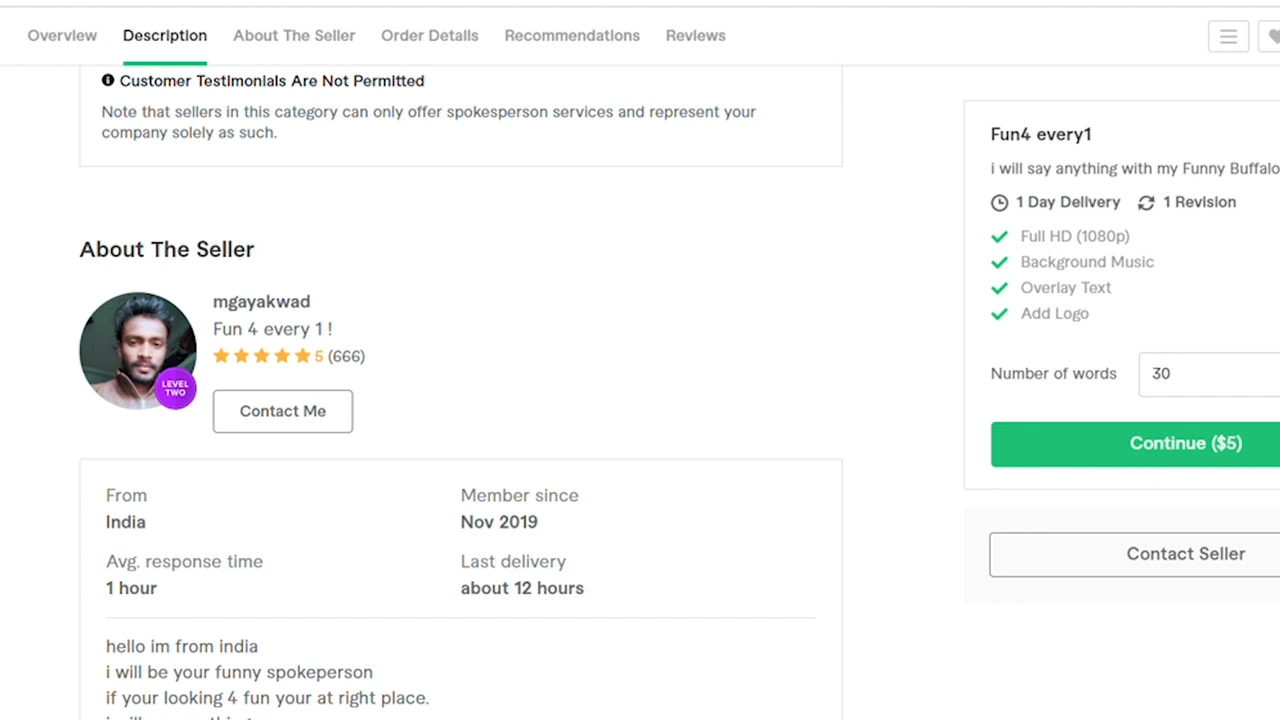 Overview Description About The Seller Order Details Recommendations Reviews
Customer Testimonials Are Not Permitted
Note that sellers in this category can only offer spokesperson services and represent your
company solely as such.
About The Seller
mgayakwad
Fun 4 every 1 !
5 (666)
LEVEL
TWO
Contact Me
From
India
Member since
Nov 2019
Avg. response time
1 hour
Last delivery
about 12 hours
hello im from india
i will be your funny spokeperson
if your looking 4 fun your at right place.
Fun4 every1
i will say anything with my Funny Buffalo
1 Day Delivery 1 Revision
Full HD (1080p)
Background Music
Overlay Text
Add Logo
Number of words 30
Continue ($5)
Contact Seller